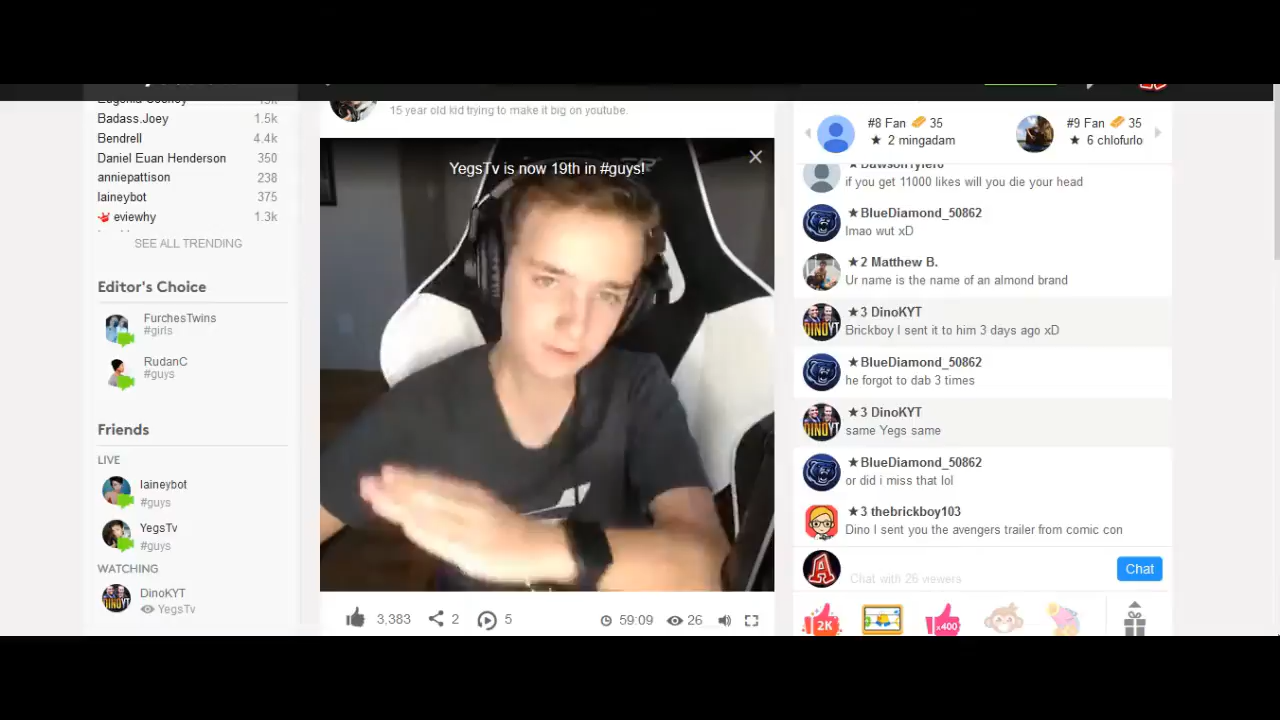 Badass.Joey 1.5k
Bendrell 4.4k
Daniel Euan Henderson 350
anniepattison 238
laineybot 375
eviewhy 1.3k
SEE ALL TRENDING
Editor's Choice
FurchesTwins
#girls
RudanC
#guys
Friends
LIVE
laineybot
#guys
YegsTv
#guys
WATCHING
DinoKYT
YegsTv
15 year old kid trying to make it big on youtube.
YegsTv is now 19th in #guys!
3,383 2 5 59:09 26
#8 Fan 35
★ 2 mingadam
#9 Fan 35
★ 6 chlofurlo
if you get 11000 likes will you die your head
★BlueDiamond_50862
lmao wut xD
★2 Matthew B.
Ur name is the name of an almond brand
★3 DinoKYT
Brickboy I sent it to him 3 days ago xD
★BlueDiamond_50862
he forgot to dab 3 times
★3 DinoKYT
same Yegs same
★BlueDiamond_50862
or did i miss that lol
★3 thebrickboy103
Dino I sent you the avengers trailer from comic con
Chat with 26 viewers
Chat
2K
x400